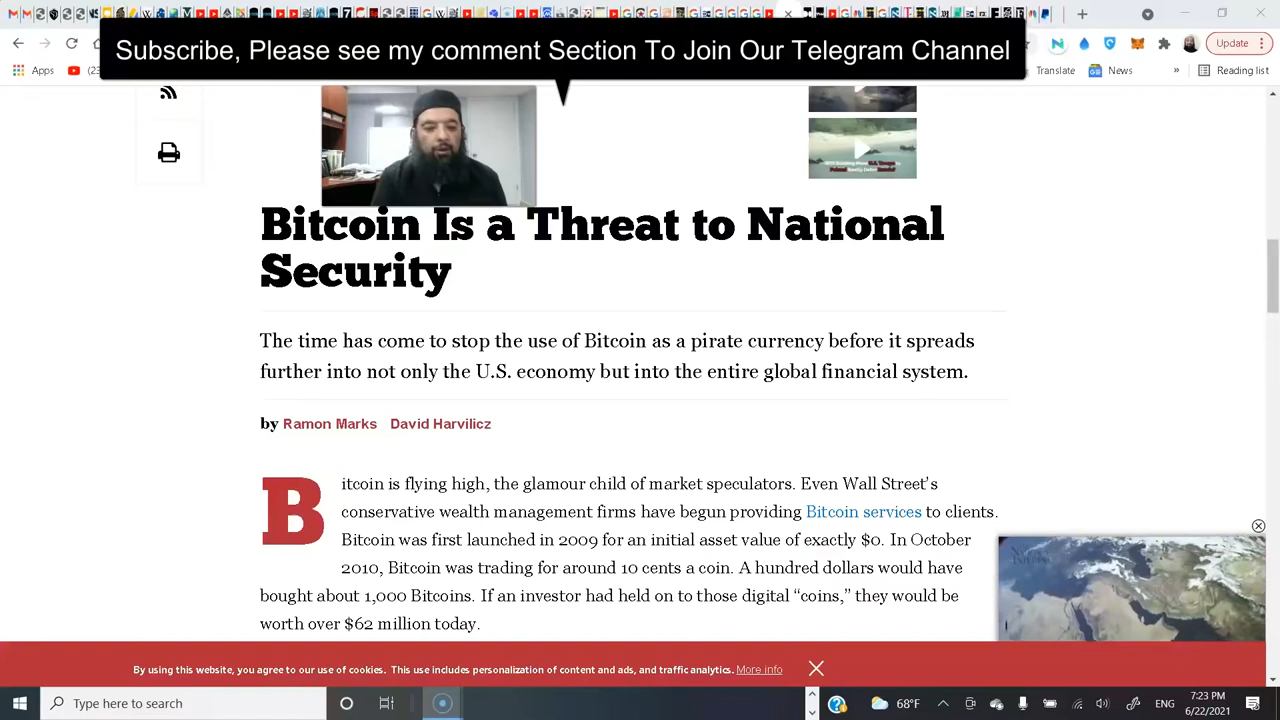 Subscribe, Please see my comment Section To Join Our Telegram Channel
Update
Apps
Translate
News
»
Reading list
Bitcoin Is a Threat to National
Security
The time has come to stop the use of Bitcoin as a pirate currency before it spreads
further into not only the U.S. economy but into the entire global financial system.
by Ramon Marks David Harvilicz
Bitcoin is flying high, the glamour child of market speculators. Even Wall Street's
conservative wealth management firms have begun providing Bitcoin services to clients.
Bitcoin was first launched in 2009 for an initial asset value of exactly $0. In October
2010, Bitcoin was trading for around 10 cents a coin. A hundred dollars would have
bought about 1,000 Bitcoins. If an investor had held on to those digital “coins,” they would be
worth over $62 million today.
By using this website, you agree to our use of cookies. This use includes personalization of content and ads, and traffic analytics. More info
Type here to search
68°F
ENG
7:23 PM
6/22/2021